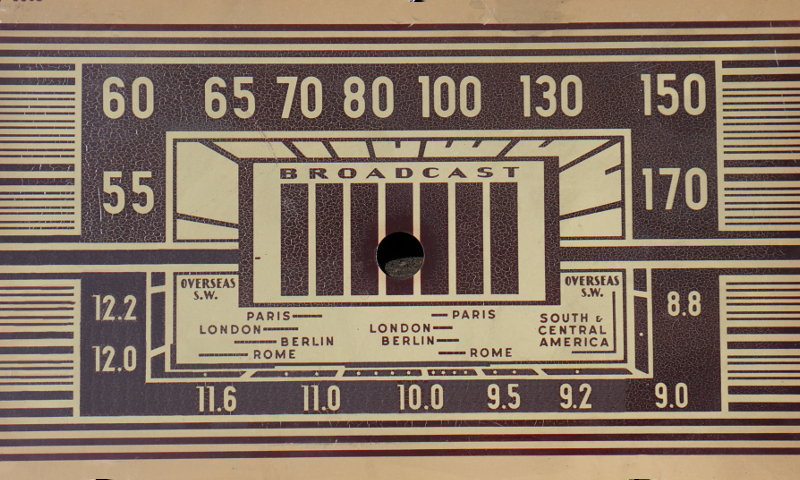 60 65 70 80 100 130 150
55 170
BROADCAST
OVERSEAS
S.W.
OVERSEAS
S.W.
12.2 8.8
PARIS PARIS
LONDON LONDON
BERLIN BERLIN
ROME ROME
SOUTH &
CENTRAL
AMERICA
12.0
11.6 11.0 10.0 9.5 9.2 9.0